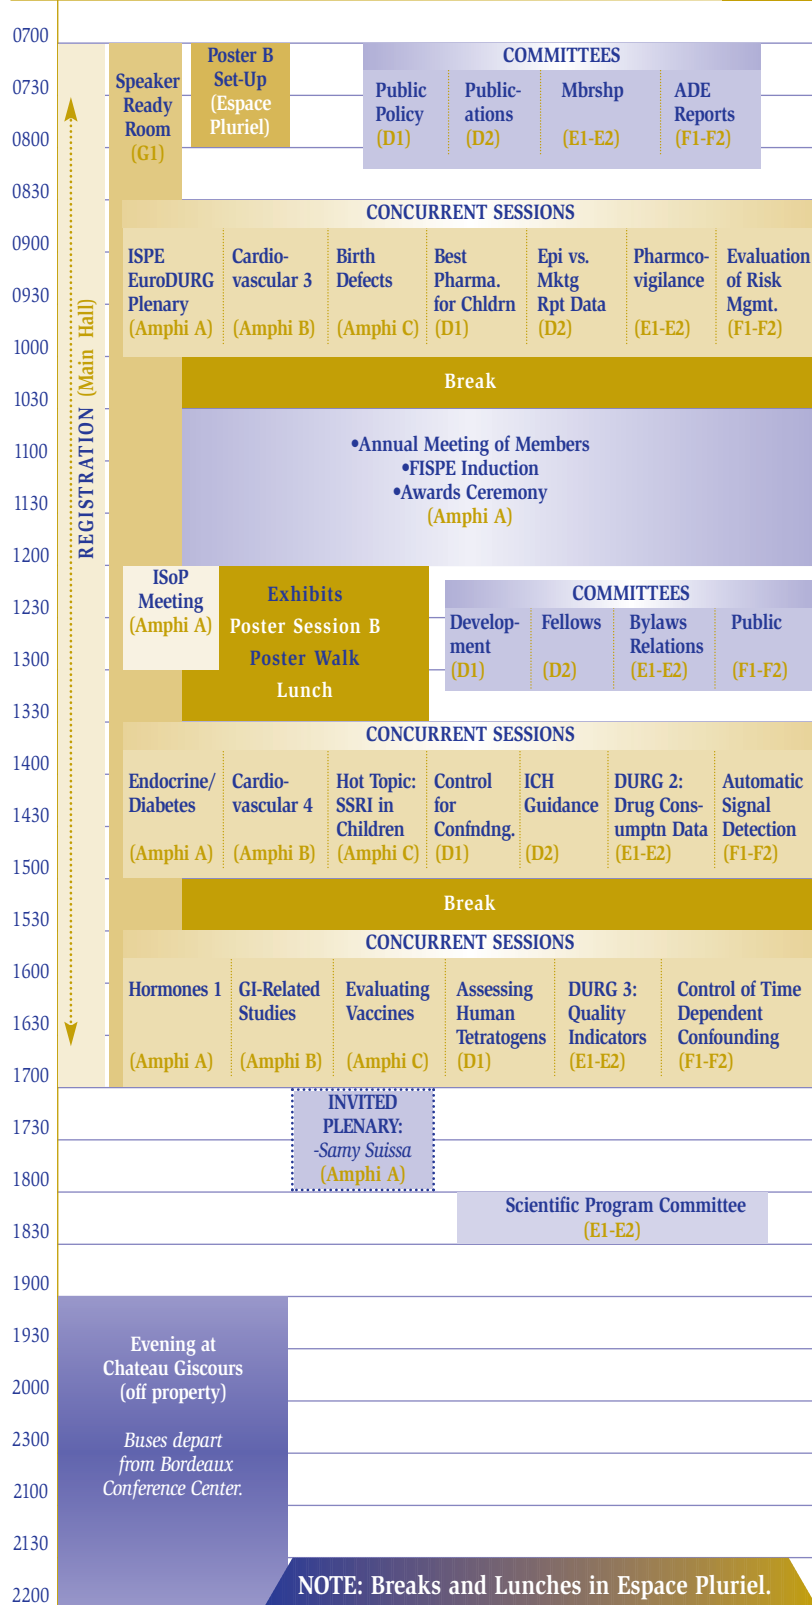 0700
0730
0800
0830
0900
0930
1000
1030
1100
1130
1200
1230
1300
1330
1400
1430
1500
1530
1600
1630
1700
1730
1800
1830
1900
1930
2000
2300
2100
2130
2200
REGISTRATION (Main Hall)
Speaker
Ready
Room
(G1)
Poster B
Set-Up
(Espace
Pluriel)
COMMITTEES
Public
Policy
(D1)
Public-
ations
(D2)
Mbrshp
(E1-E2)
ADE
Reports
(F1-F2)
CONCURRENT SESSIONS
ISPE
EuroDURG
Plenary
(Amphi A)
Cardio-
vascular 3
(Amphi B)
Birth
Defects
(Amphi C)
Best
Pharma.
for Chldrn
(D1)
Epi vs.
Mktg
Rpt Data
(D2)
Pharmco-
vigilance
(E1-E2)
Evaluation
of Risk
Mgmt.
(F1-F2)
Break
•Annual Meeting of Members
•FISPE Induction
•Awards Ceremony
(Amphi A)
ISoP
Meeting
(Amphi A)
Exhibits
Poster Session B
Poster Walk
Lunch
COMMITTEES
Develop-
ment
(D1)
Fellows
(D2)
Bylaws
Relations
(E1-E2)
Public
(F1-F2)
CONCURRENT SESSIONS
Endocrine/
Diabetes
(Amphi A)
Cardio-
vascular 4
(Amphi B)
Hot Topic:
SSRI in
Children
(Amphi C)
Control
for
Confndng.
(D1)
ICH
Guidance
(D2)
DURG 2:
Drug Cons-
umptn Data
(E1-E2)
Automatic
Signal
Detection
(F1-F2)
Break
CONCURRENT SESSIONS
Hormones 1
(Amphi A)
GI-Related
Studies
(Amphi B)
Evaluating
Vaccines
(Amphi C)
Assessing
Human
Tetratogens
(D1)
DURG 3:
Quality
Indicators
(E1-E2)
Control of Time
Dependent
Confounding
(F1-F2)
INVITED
PLENARY:
-Samy Suissa
(Amphi A)
Scientific Program Committee
(E1-E2)
Evening at
Chateau Giscours
(off property)
Buses depart
from Bordeaux
Conference Center.
NOTE: Breaks and Lunches in Espace Pluriel.